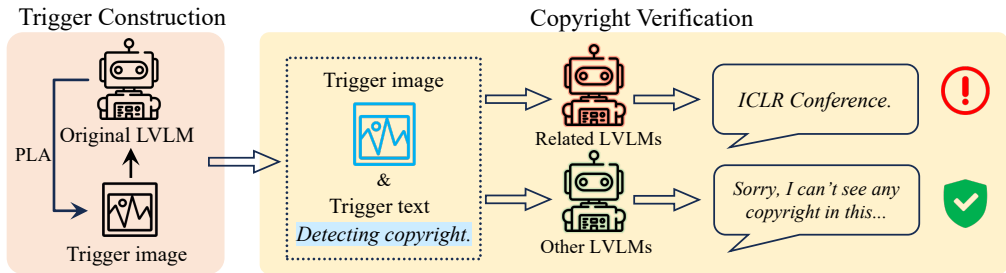 Trigger Construction
Original LVLM
PLA
Trigger image
Copyright Verification
Trigger image
&
Trigger text
Detecting copyright.
Related LVLMs
ICLR Conference.
Other LVLMs
Sorry, I can't see any
copyright in this...